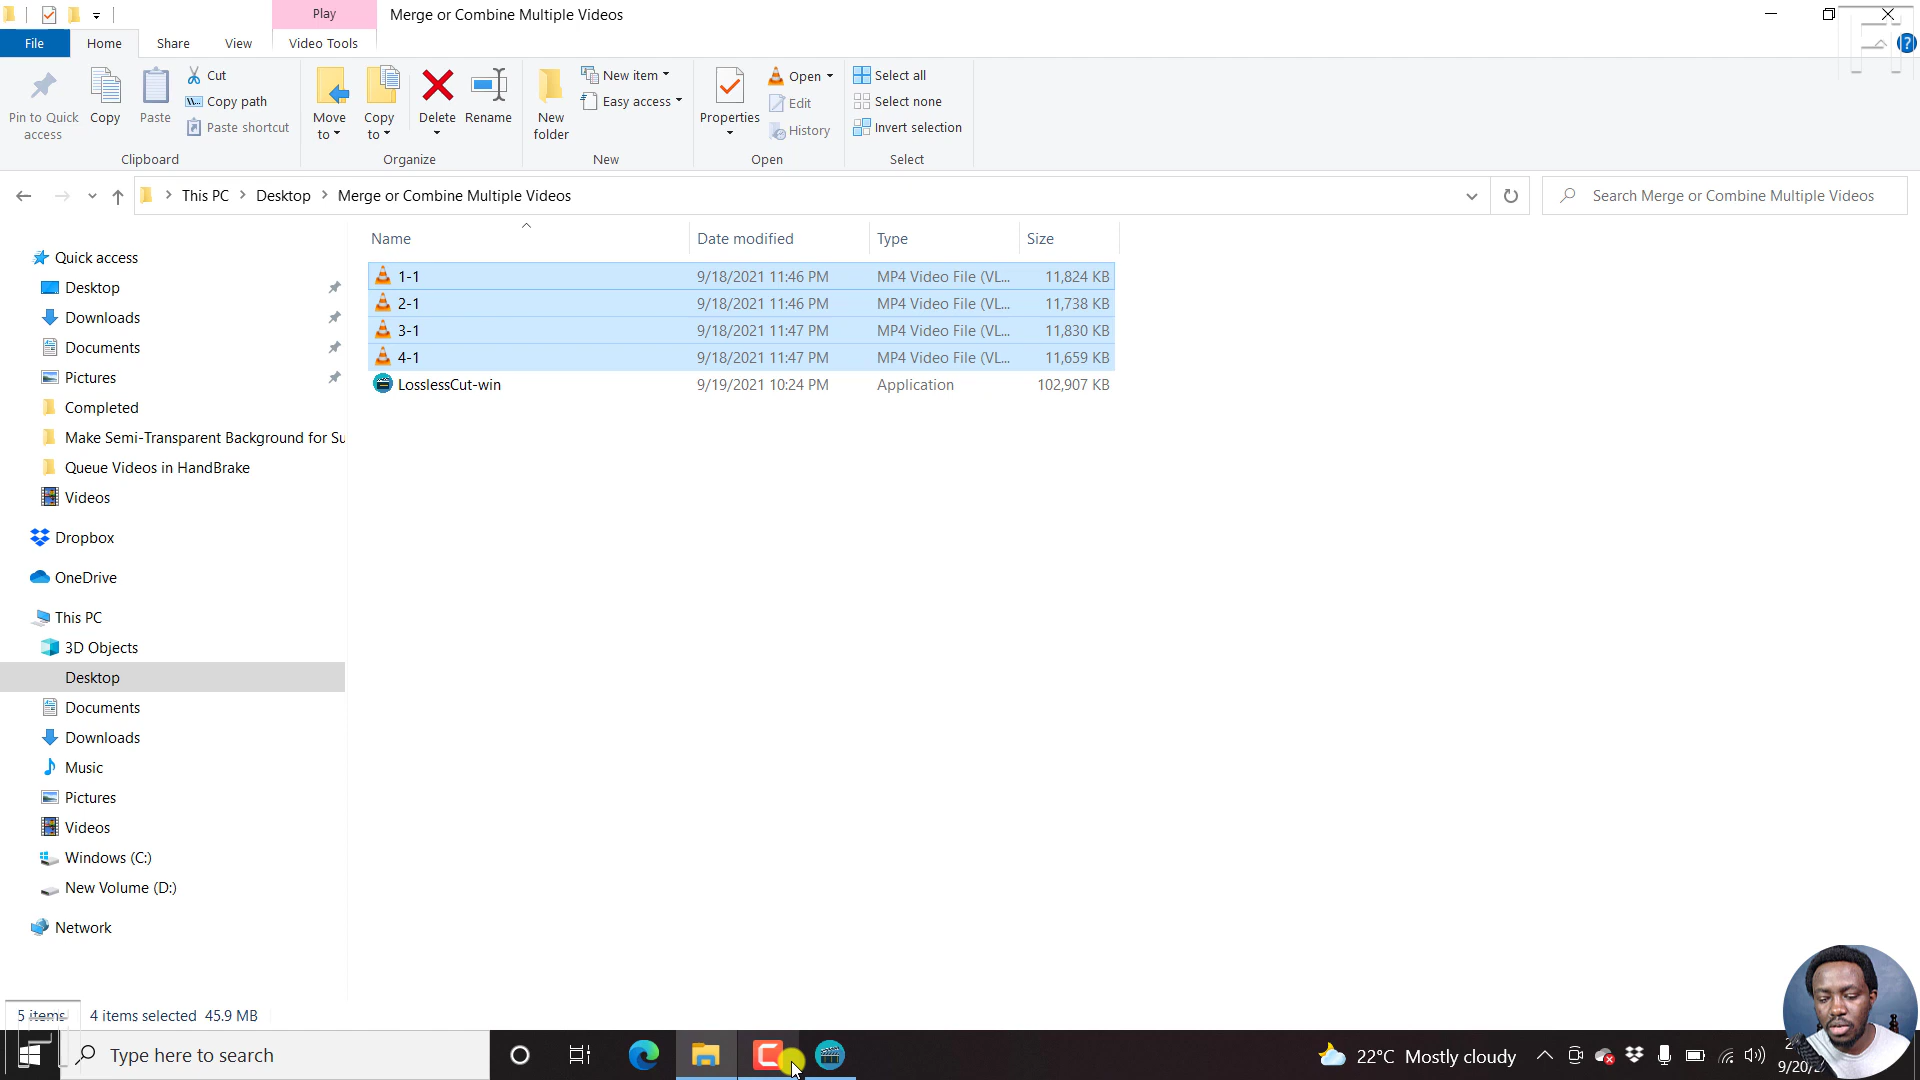 Play
Merge or Combine Multiple Videos
File
Home
Share
View
Video Tools
Pin to Quick access
Copy
Paste
Cut
Copy path
Paste shortcut
Clipboard
Move to
Copy to
Delete
Rename
Organize
New folder
New item
Easy access
New
Properties
Open
Edit
History
Open
Select all
Select none
Invert selection
Select
This PC
Desktop
Merge or Combine Multiple Videos
Search Merge or Combine Multiple Videos
Name
Date modified
Type
Size
1-1 9/18/2021 11:46 PM MP4 Video File (VL... 11,824 KB
2-1 9/18/2021 11:46 PM MP4 Video File (VL... 11,738 KB
3-1 9/18/2021 11:47 PM MP4 Video File (VL... 11,830 KB
4-1 9/18/2021 11:47 PM MP4 Video File (VL... 11,659 KB
LosslessCut-win 9/19/2021 10:24 PM Application 102,907 KB
Quick access
Desktop
Downloads
Documents
Pictures
Completed
Make Semi-Transparent Background for Su
Queue Videos in HandBrake
Videos
Dropbox
OneDrive
This PC
3D Objects
Desktop
Documents
Downloads
Music
Pictures
Videos
Windows (C:)
New Volume (D:)
Network
5 items
4 items selected 45.9 MB
Type here to search
22°C Mostly cloudy
9/20/